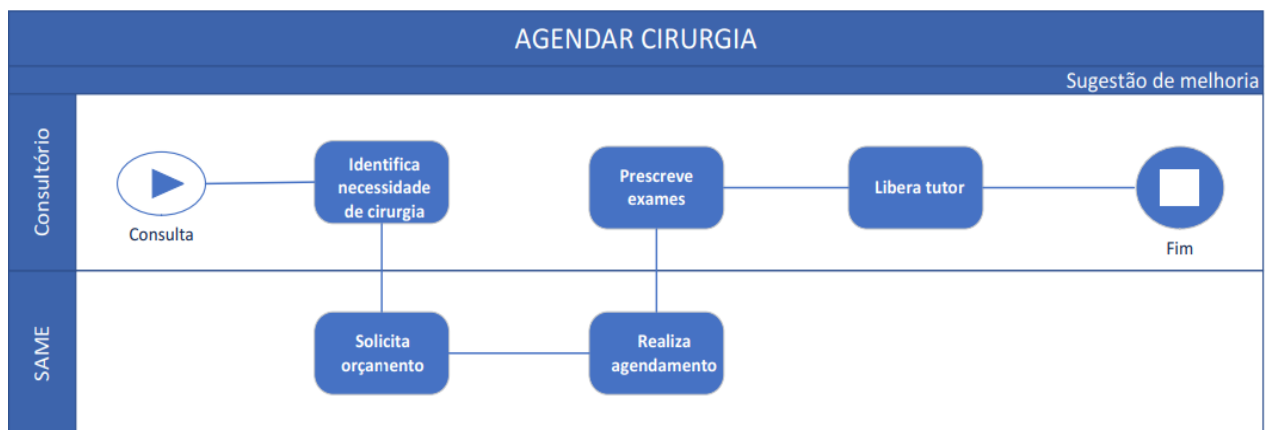 AGENDAR CIRURGIA
Sugestão de melhoria
Consultório
Consulta
Identifica
necessidade
de cirurgia
Prescreve
exames
Libera tutor
Fim
SAME
Solicita
orçamento
Realiza
agendamento